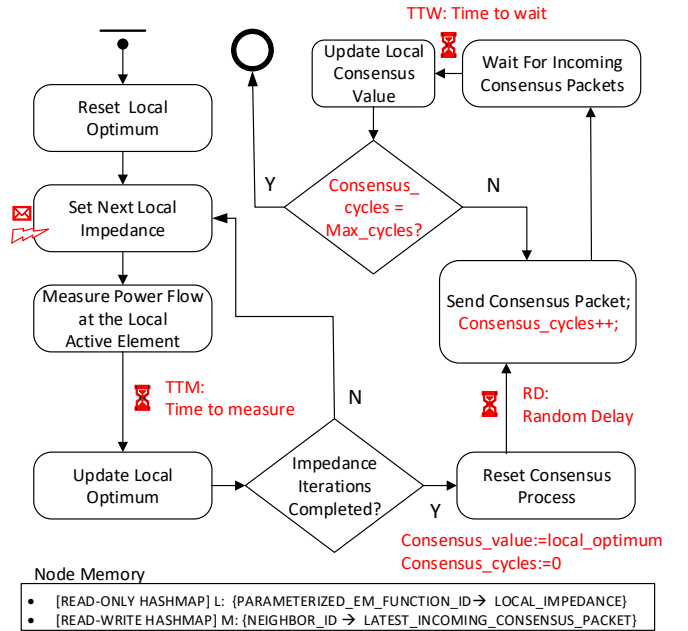 TTW: Time to wait
Update Local
Consensus
Value
Wait For Incoming
Consensus Packets
Reset Local
Optimum
Y
Consensus_
cycles =
Max_cycles?
N
Set Next Local
Impedance
Measure Power Flow
at the Local
Active Element
Send Consensus Packet;
Consensus_cycles++;
TTM:
Time to measure
N
RD:
Random Delay
Update Local
Optimum
Impedance
Iterations
Completed?
Y
Reset Consensus
Process
Consensus_value:=local_optimum
Consensus_cycles:=0
Node Memory
• [READ-ONLY HASHMAP] L: {PARAMETERIZED_EM_FUNCTION_ID→ LOCAL_IMPEDANCE}
• [READ-WRITE HASHMAP] M: {NEIGHBOR_ID → LATEST_INCOMING_CONSENSUS_PACKET}